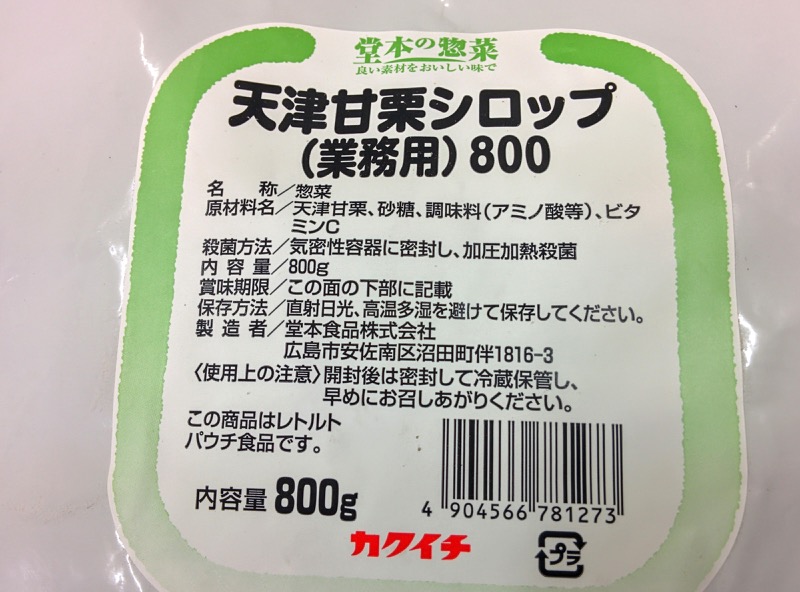 堂本の惣菜
良い素材をおいしい味で
天津甘栗シロップ
(業務用) 800
名 称/惣菜
原材料名/天津甘栗、砂糖、調味料(アミノ酸等)、ビタ
ミンC
殺菌方法/気密性容器に密封し、加圧加熱殺菌
内 容 量/800g
賞味期限/この面の下部に記載
保存方法/直射日光、高温多湿を避けて保存してください。
製 造 者/堂本食品株式会社
広島市安佐南区沼田町伴1816-3
〈使用上の注意〉開封後は密封して冷蔵保管し、
早めにお召しあがりください。
この商品はレトルト
パウチ食品です。
内容量 800g
4 904566 781273
カクイチ
プラ